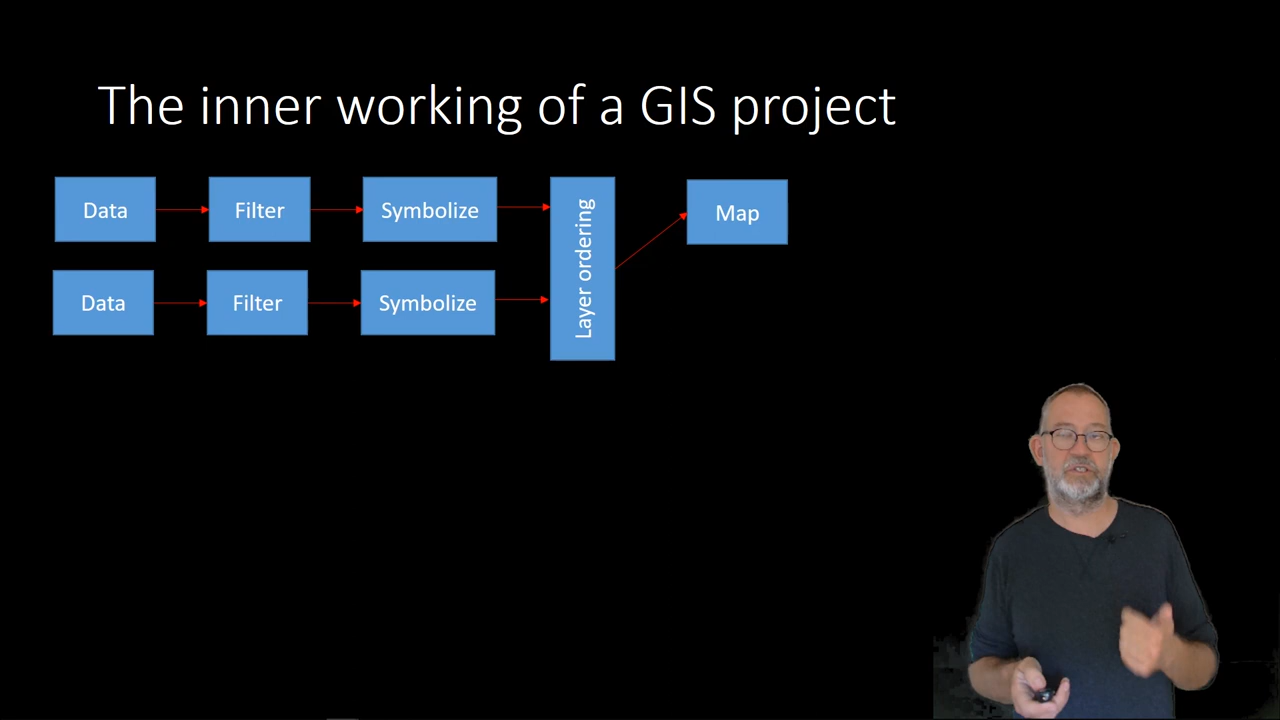 The inner working of a GIS project
Data
Filter
Symbolize
Layer ordering
Map
Data
Filter
Symbolize